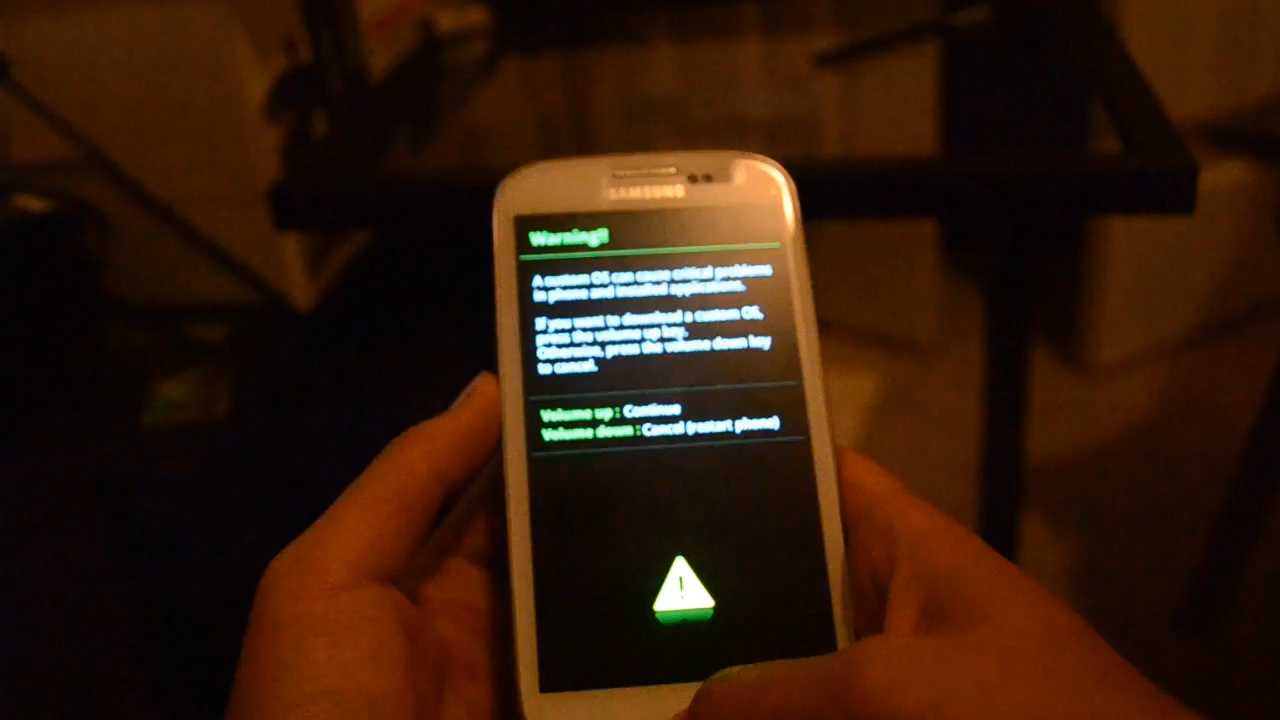 SAMSUNG
Warning!!
A custom OS can cause critical problems
in phone and installed applications.
If you want to download a custom OS,
press the volume up key.
Otherwise, press the volume down key
to cancel.
Volume up : Continue
Volume down : Cancel (restart phone)